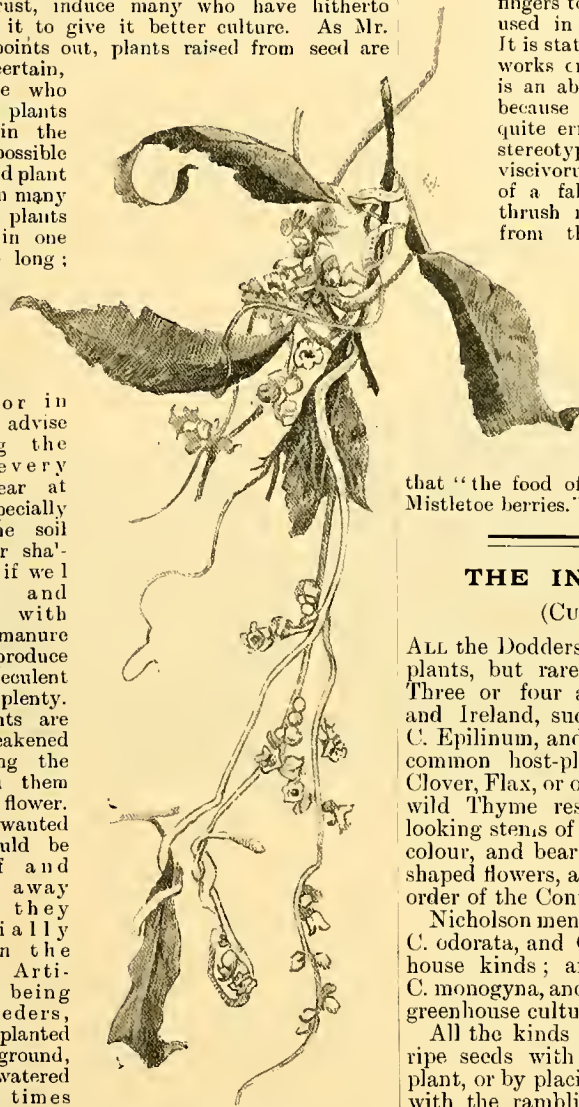 rust, induce many who have hitherto
it to give it better culture. As Mr.
points out, plants raised from seed are
certain,
e who
plants
in the
possible
d plant
n many
plants
in one
long ;
or in
advise
g the
every
ear at
pecially
he soil
r sha'-
if we l
and
with
manure
produce
cculent
plenty.
nts are
eakened
ng the
them
flower.
wanted
uld be
f and
away
they
ially
n the
Arti-
being
eders,
planted
ground,
watered
times
fingers to
used in
It is stat
works cr
is an ab
because
quite err
stereotyp
viscivoru
of a fal
thrush r
from th
that " the food of
Mistletoe berries."
THE IN
(Cu
ALL the Dodders
plants, but rare
Three or four a
and Ireland, suc
C. Epilinum, and
common host-pl
Clover, Flax, or o
wild Thyme res
looking stems of
colour, and bear
shaped flowers, a
order of the Con
Nicholson men
C. odorata, and C
house kinds ; a
C. monogyna, and
greenhouse cultu
All the kinds
ripe seeds with
plant, or by placi
with the rambli